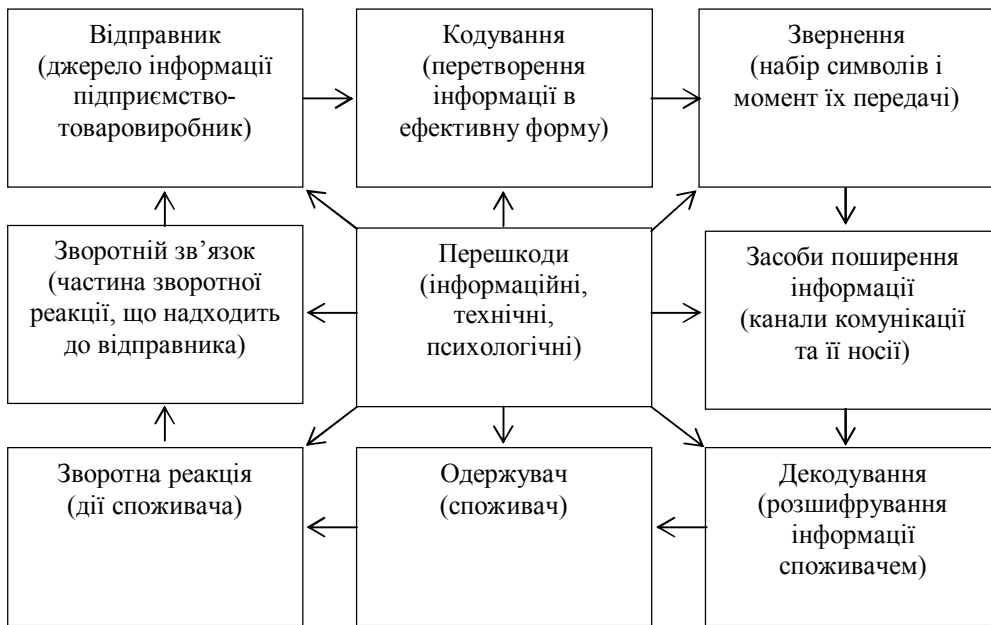 Відправник
(джерело інформації
підприємство-
товаровиробник)
Кодування
(перетворення
інформації в
ефективну форму)
Звернення
(набір символів і
момент їх передачі)
Зворотній зв’язок
(частина зворотної
реакції, що надходить
до відправника)
Перешкоди
(інформаційні,
технічні,
психологічні)
Засоби поширення
інформації
(канали комунікації
та її носії)
Зворотна реакція
(дії споживача)
Одержувач
(споживач)
Декодування
(розшифрування
інформації
споживачем)